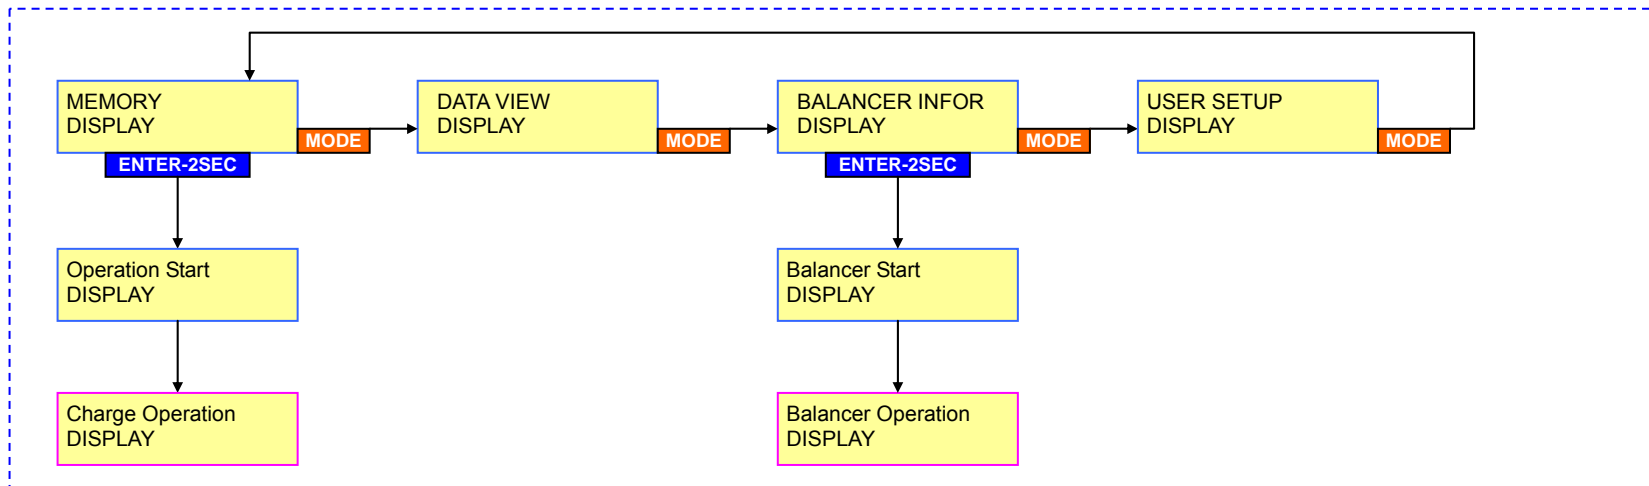 MEMORY
DISPLAY
MODE
ENTER-2SEC
DATA VIEW
DISPLAY
MODE
BALANCER INFOR
DISPLAY
MODE
ENTER-2SEC
USER SETUP
DISPLAY
MODE
Operation Start
DISPLAY
Balancer Start
DISPLAY
Charge Operation
DISPLAY
Balancer Operation
DISPLAY